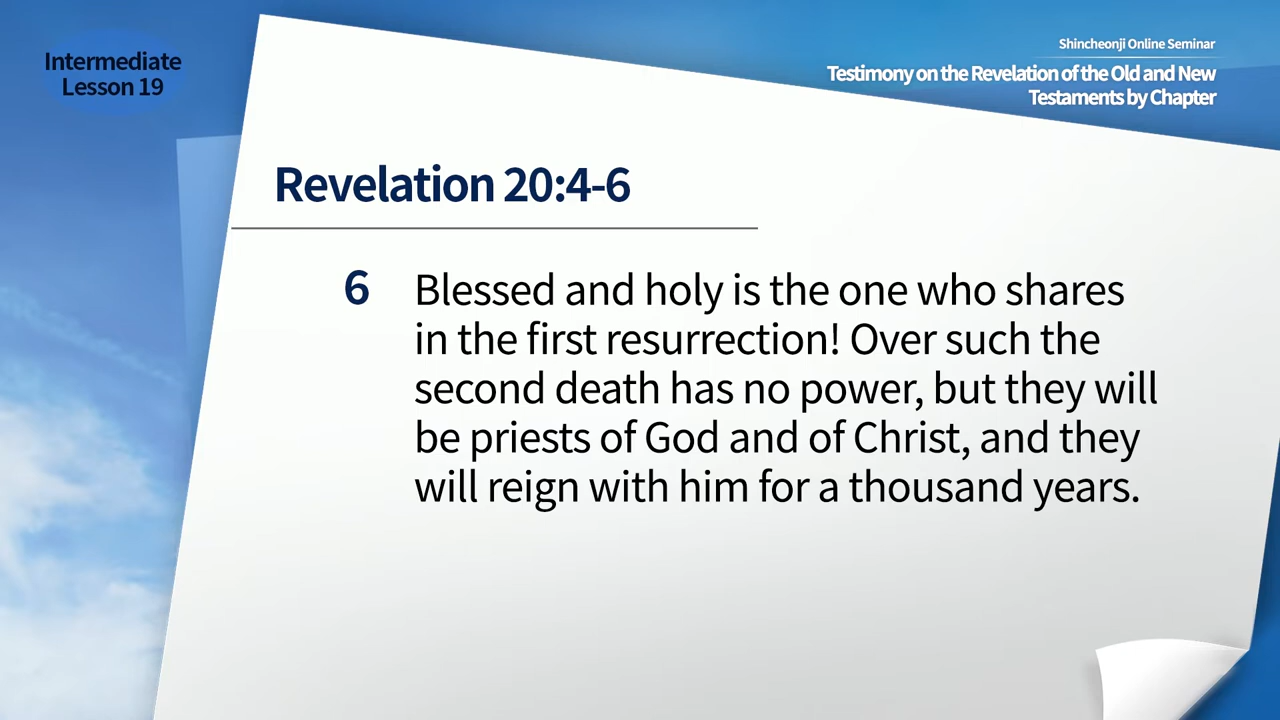 Intermediate
Lesson 19
Shincheonji Online Seminar
Testimony on the Revelation of the Old and New
Testaments by Chapter
Revelation 20:4-6
6 Blessed and holy is the one who shares
in the first resurrection! Over such the
second death has no power, but they will
be priests of God and of Christ, and they
will reign with him for a thousand years.